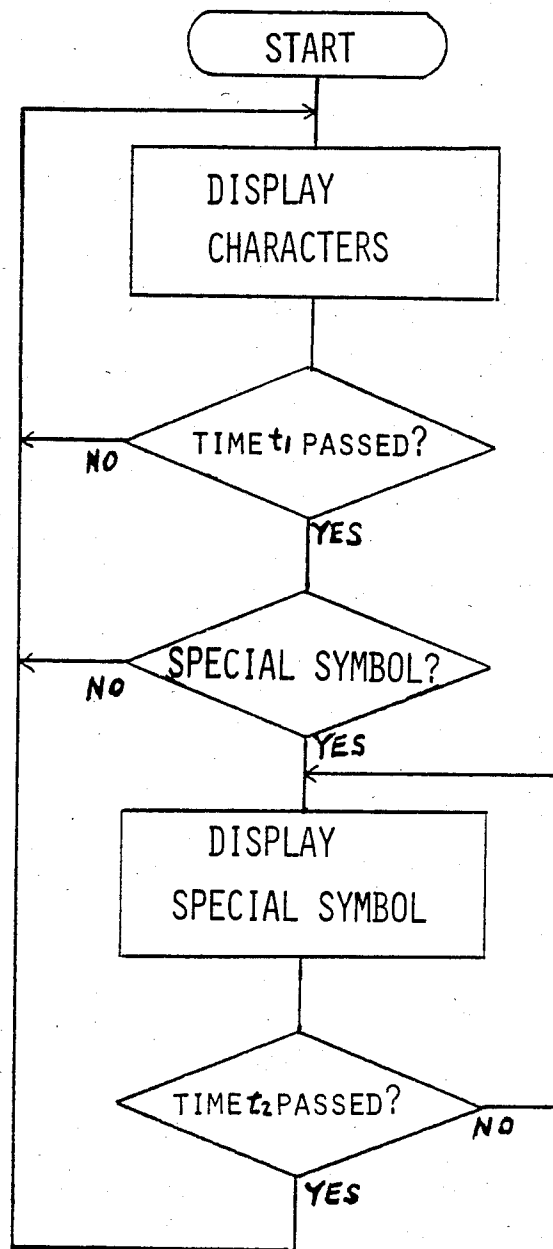 START
DISPLAY
CHARACTERS
TIME t₁ PASSED?
NO
YES
SPECIAL SYMBOL?
NO
YES
DISPLAY
SPECIAL SYMBOL
TIME t₂ PASSED?
NO
YES